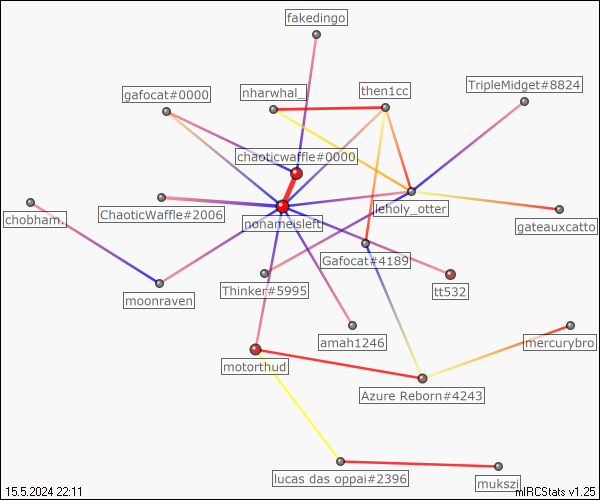 fakedingo
TripleMidget#8824
gafocat#0000
nharwhal_
then1cc
chaoticwaffle#0000
chobham.
ChaoticWaffle#2006
nonameisleft
leholy_otter
gateauxcatto
Gafocat#4189
moonraven
Thinker#5995
tt532
amah1246
mercurybro
motorthud
Azure Reborn#4243
lucas das oppai#2396
mukszi
15.5.2024 22:11
mIRCStats v1.25